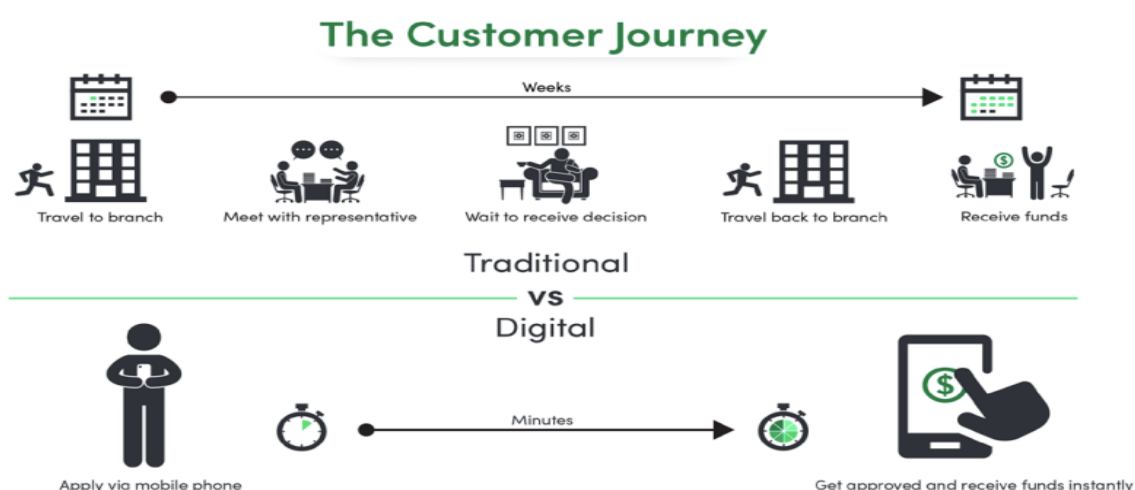 The Customer Journey
Weeks
Travel to branch
Meet with representative
Wait to receive decision
Travel back to branch
$
Receive funds
Traditional
vs
Digital
$
Minutes
Apply via mobile phone
Get approved and receive funds instantly